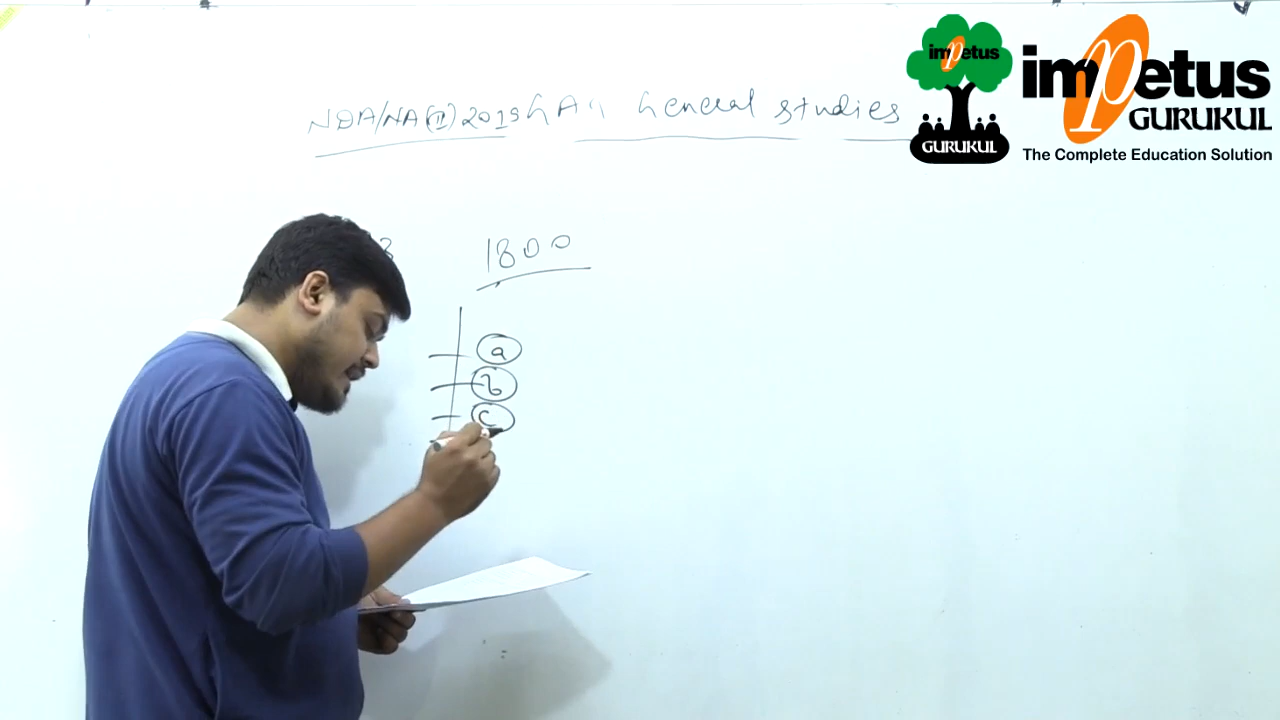 impetus
impetus
GURUKUL
GURUKUL
The Complete Education Solution
NDA/NA(II) 2019 GAT General studies
1800
a
b
c